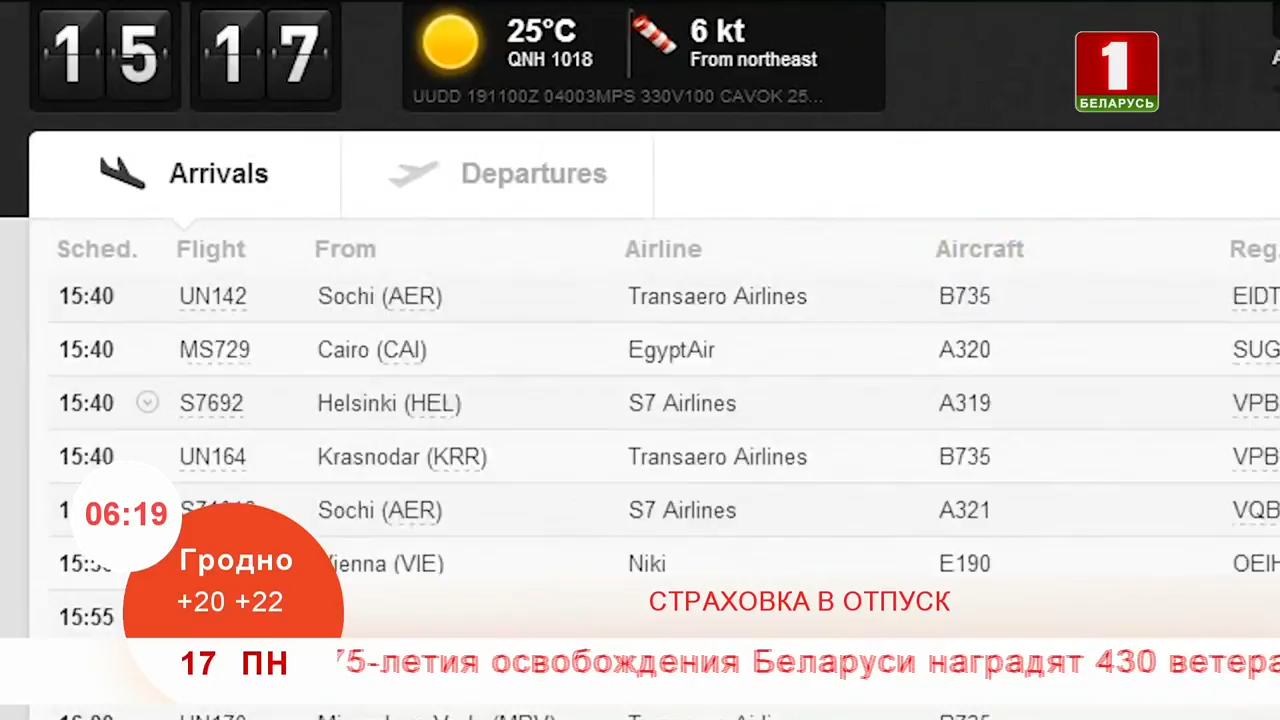 15 17
25°C
QNH 1018
6 kt
From northeast
UUDD 191100Z 04003MPS 330V100 CAVOK 25...
1
БЕЛАРУСЬ
Arrivals
Departures
Sched. Flight From Airline Aircraft Reg.
15:40 UN142 Sochi (AER) Transaero Airlines B735 EIDT
15:40 MS729 Cairo (CAI) EgyptAir A320 SUG
15:40 S7692 Helsinki (HEL) S7 Airlines A319 VPB
15:40 UN164 Krasnodar (KRR) Transaero Airlines B735 VPB
Sochi (AER) S7 Airlines A321 VQB
Vienna (VIE) Niki E190 OEIH
15:55
06:19
Гродно
+20 +22
СТРАХОВКА В ОТПУСК
17 ПН
75-летия освобождения Беларуси наградят 430 ветера